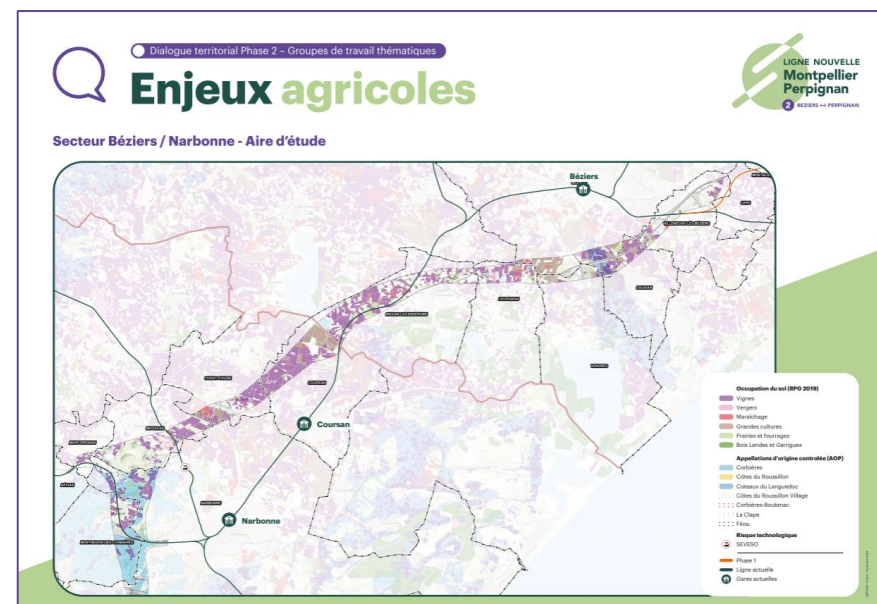 Dialogue territorial Phase 2 – Groupes de travail thématiques
Enjeux agricoles
LIGNE NOUVELLE
Montpellier
Perpignan
2 BEZIERS ↔ PERPIGNAN
Secteur Béziers / Narbonne - Aire d'étude
Béziers
Coursan
Narbonne
Occupation du sol (RPG 2019)
Vignes
Vergers
Maraîchage
Grandes cultures
Prairies et fourrages
Bois Landes et Garrigues
Appellations d'origine controlée (AOP)
Corbières
Côtes du Roussillon
Coteaux du Languedoc
Côtes du Roussillon Village
Corbières-Boutenac
La Clape
Fitou
Risque technologique
SEVESO
Phase 1
Ligne actuelle
Gares actuelles